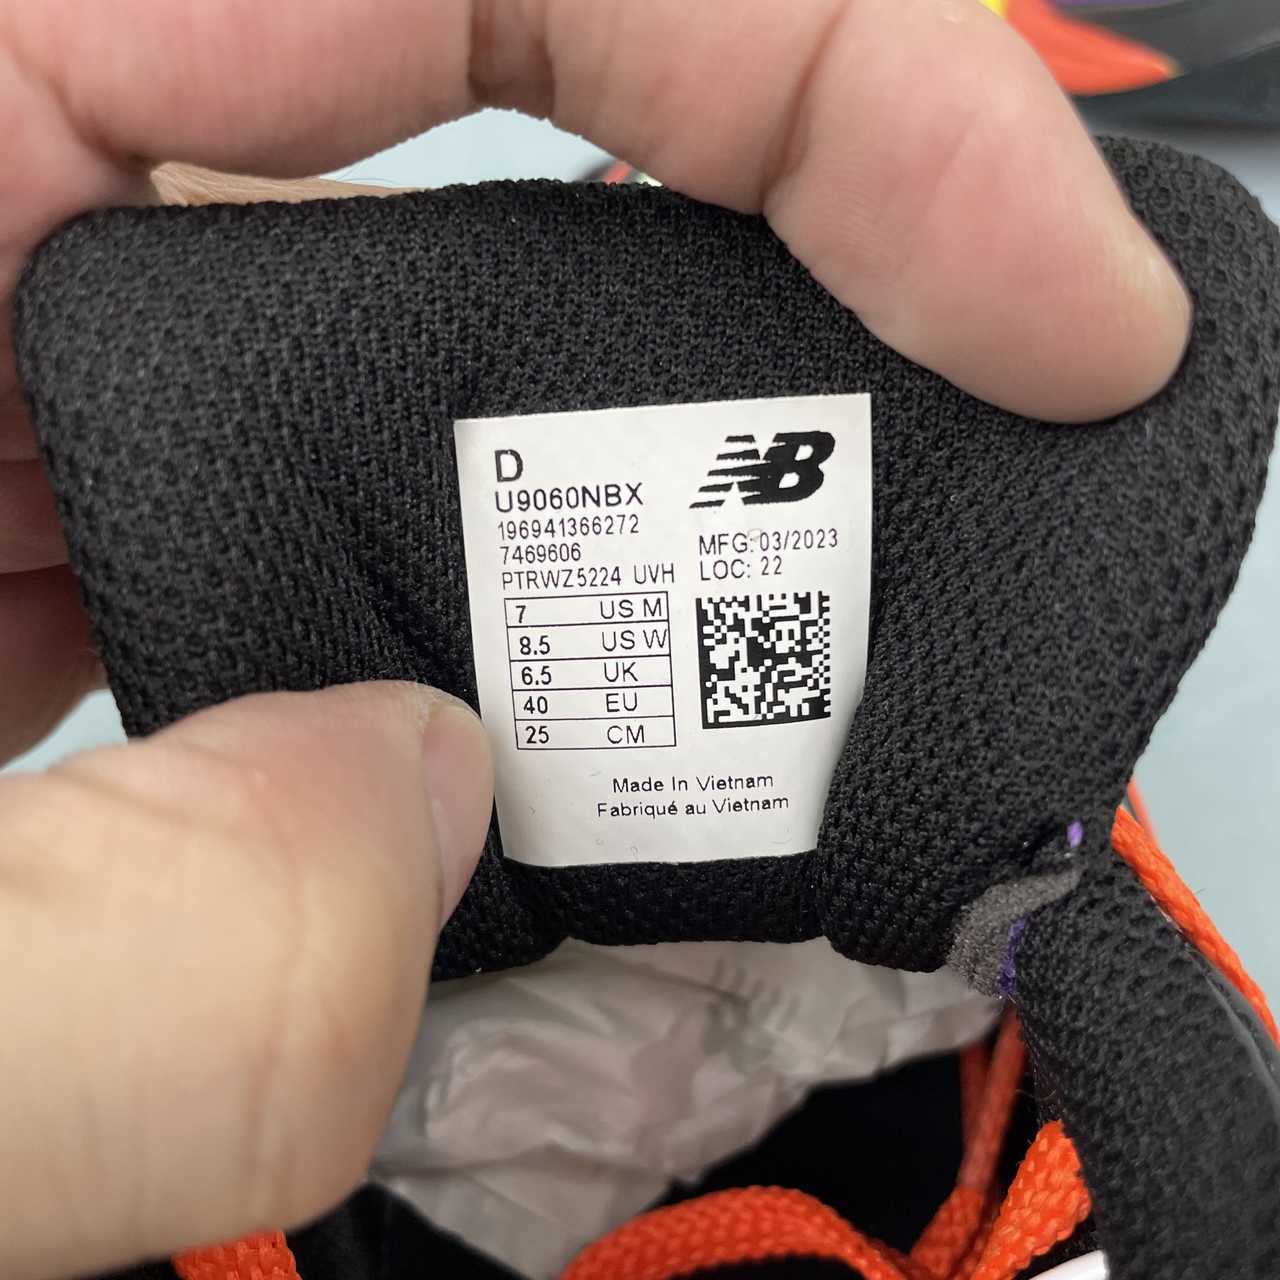 D
U9060NBX
196941366272
7469606
PTRWZ5224 UVH
NB
MFG: 03/2023
LOC: 22
7 US M
8.5 US W
6.5 UK
40 EU
25 CM
Made In Vietnam
Fabriqué au Vietnam